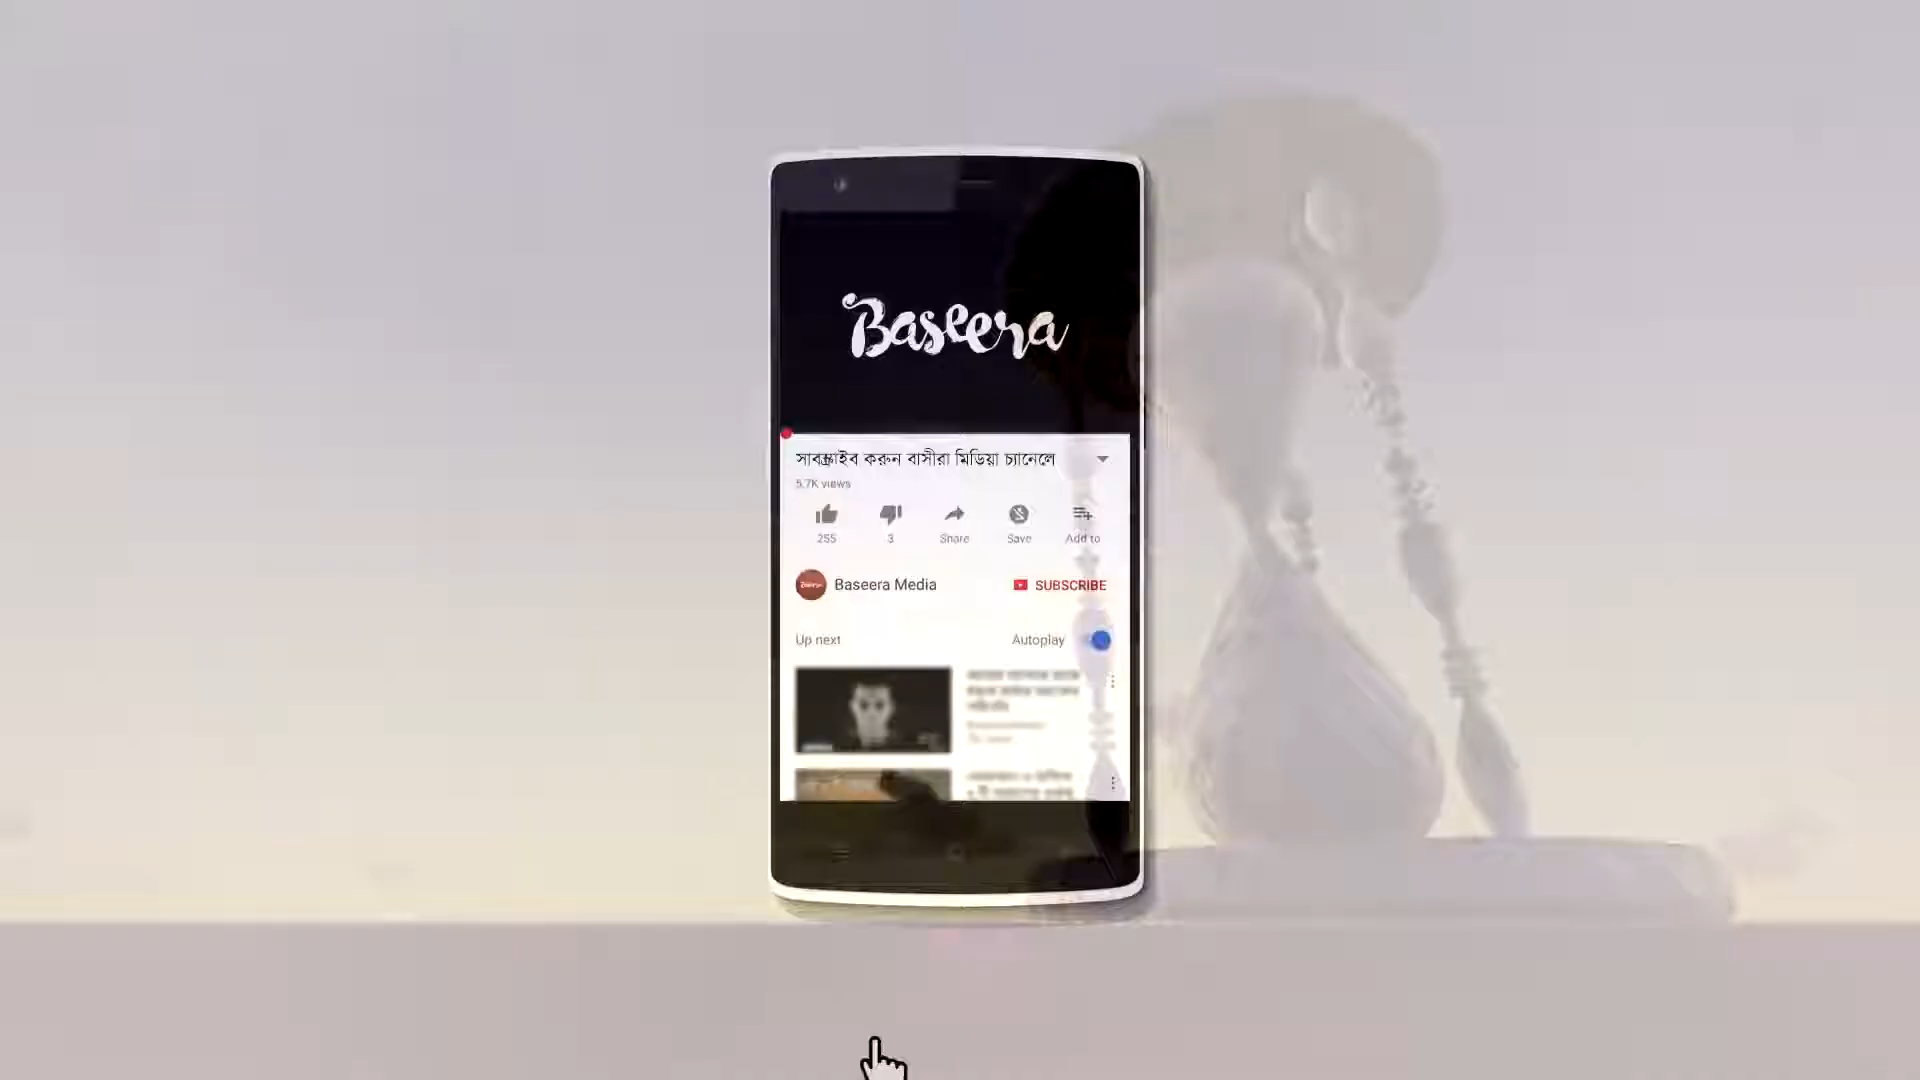 Baseera
সাবস্ক্রাইব করুন বাসীরা মিডিয়া চ্যানেলে
5.7K views
255
3
Share
Save
Add to
Baseera Media
SUBSCRIBE
Up next
Autoplay